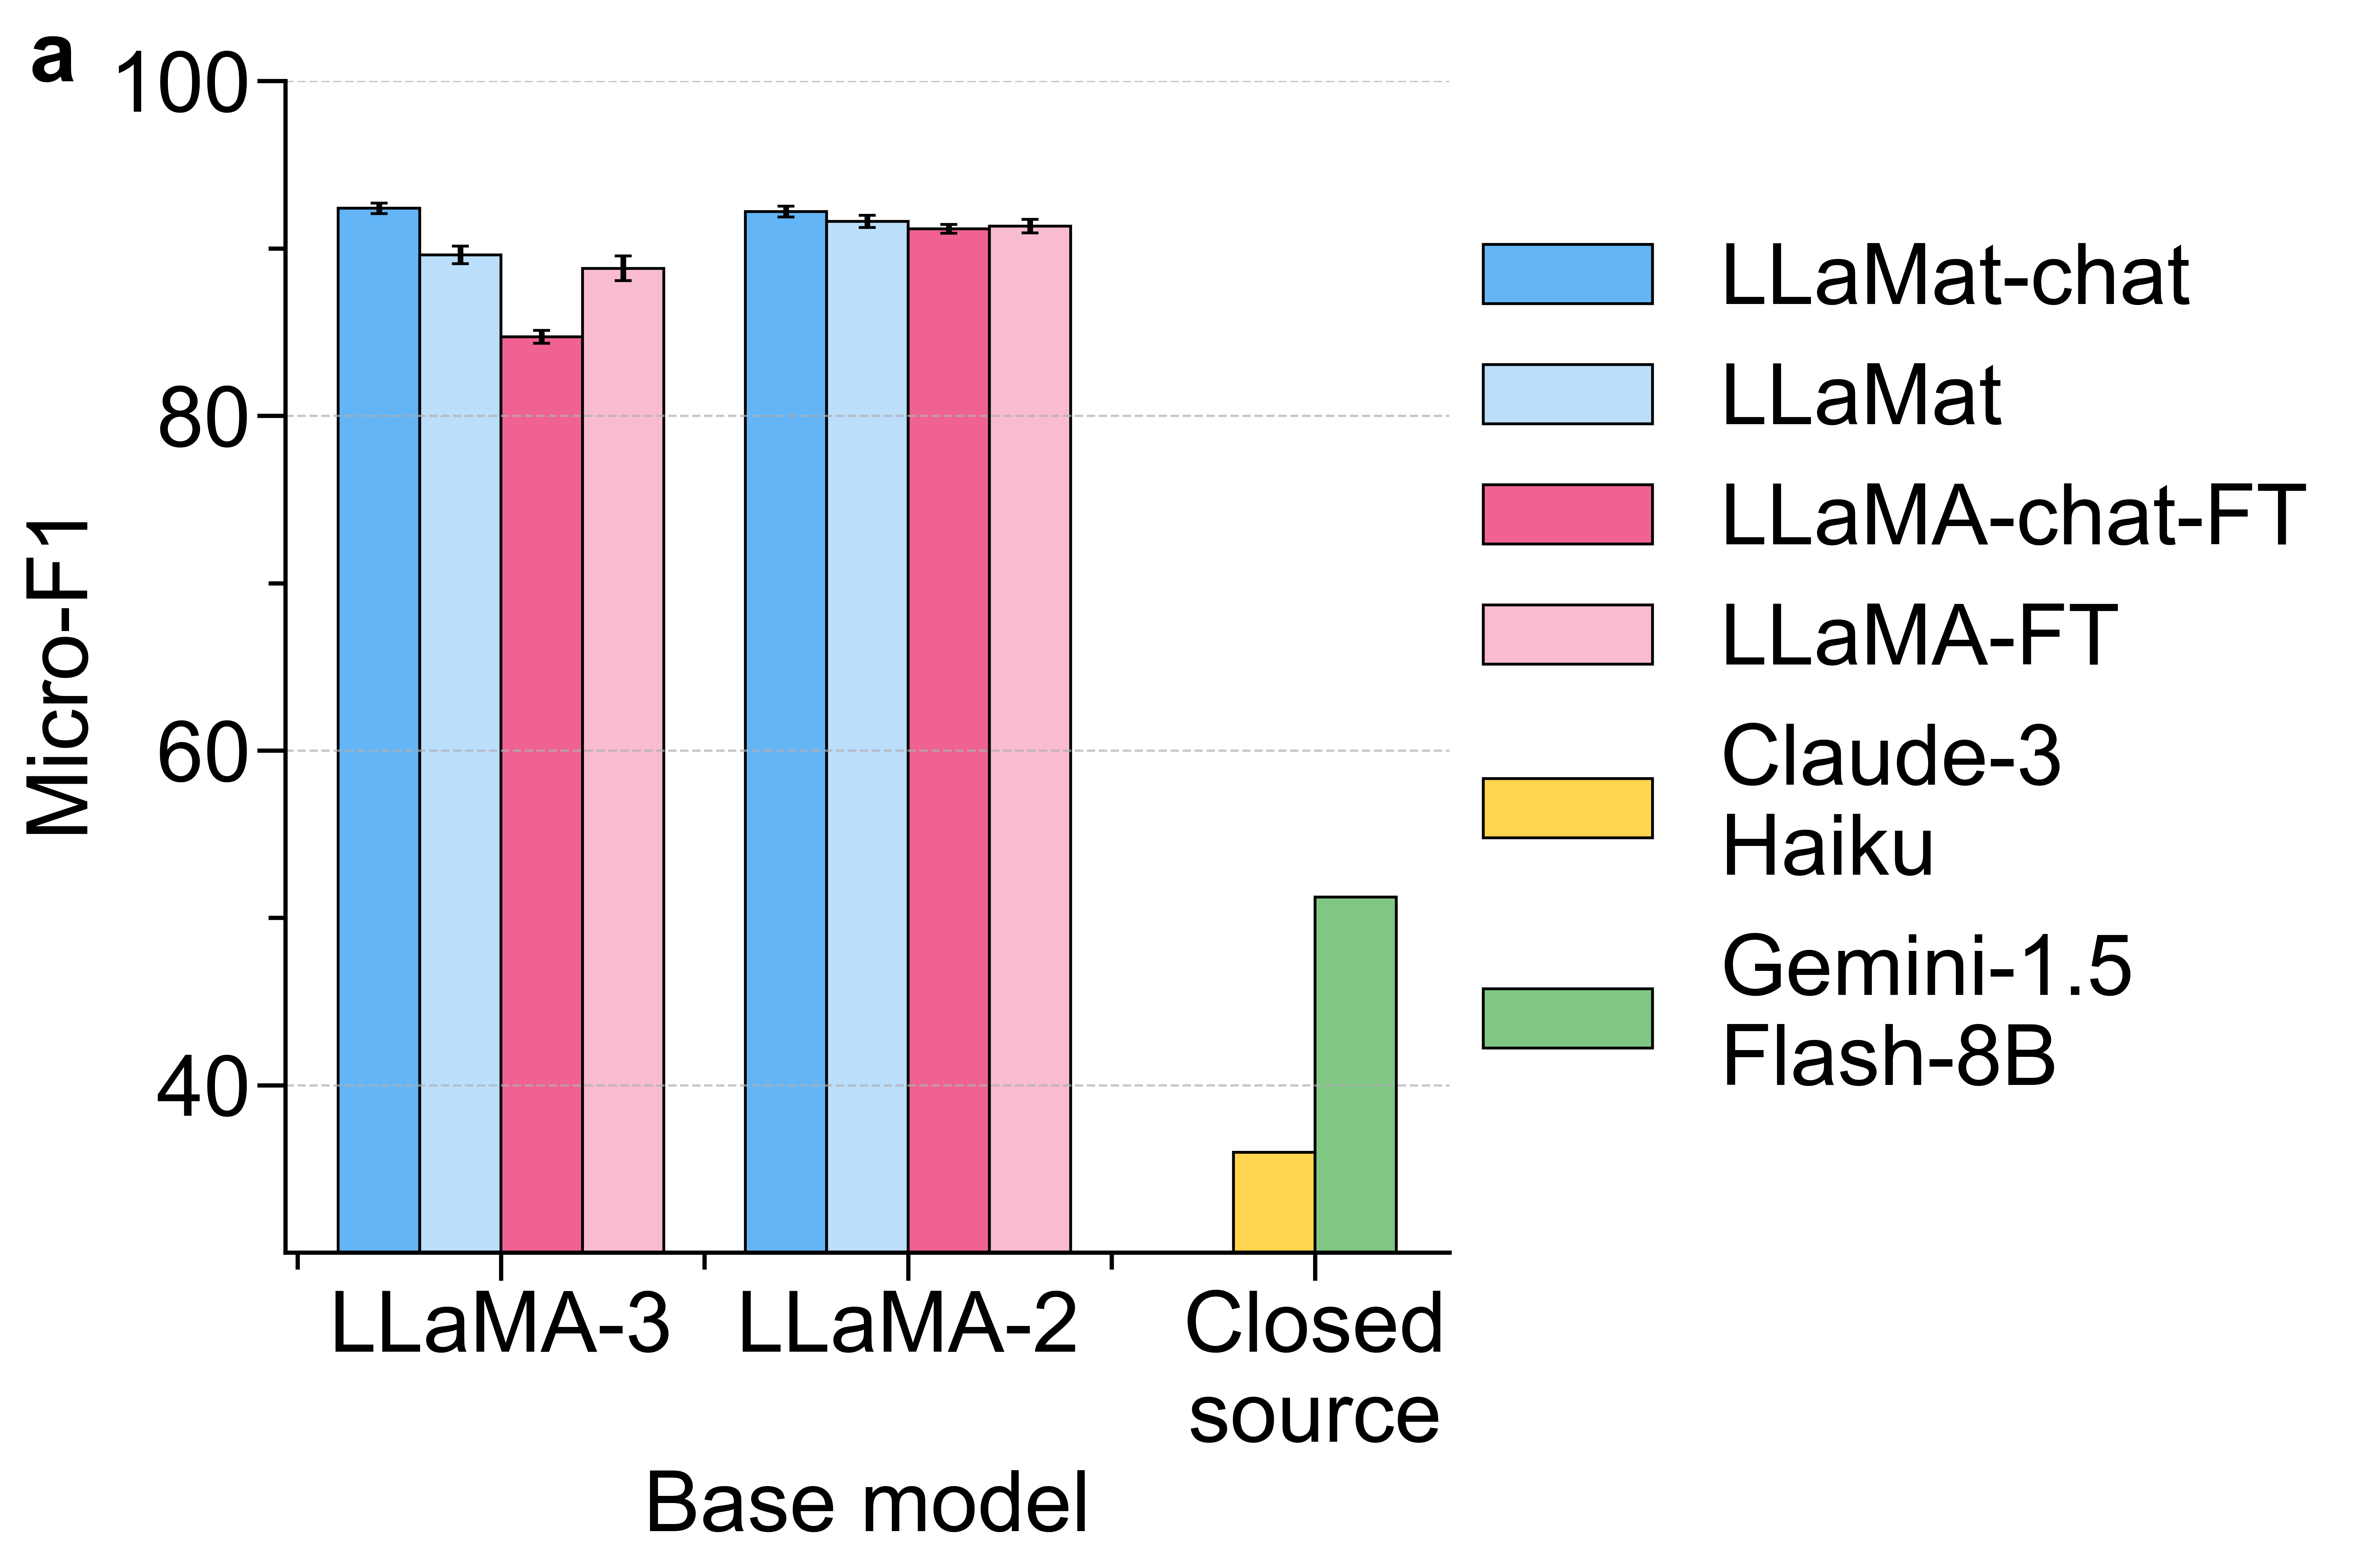 a
100
80
60
40
Micro-F1
LLaMA-3
LLaMA-2
Closed
source
Base model
LLaMat-chat
LLaMat
LLaMA-chat-FT
LLaMA-FT
Claude-3
Haiku
Gemini-1.5
Flash-8B